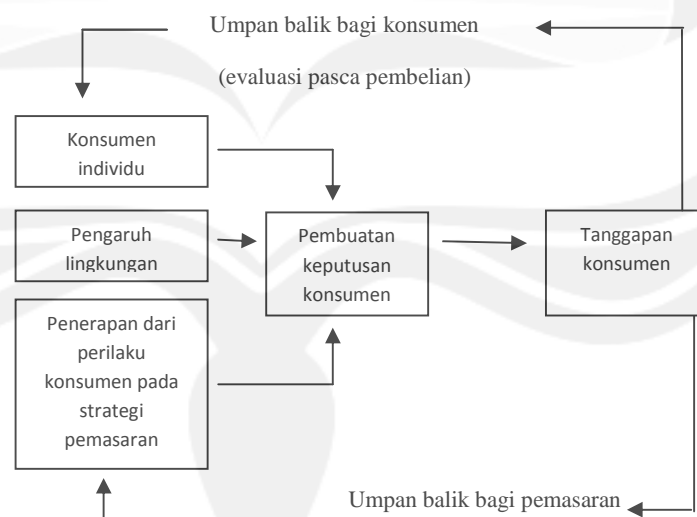 Umpan balik bagi konsumen
(evaluasi pasca pembelian)
Konsumen
individu
Pengaruh
lingkungan
Penerapan dari
perilaku
konsumen pada
strategi
pemasaran
Pembuatan
keputusan
konsumen
Tanggapan
konsumen
Umpan balik bagi pemasaran